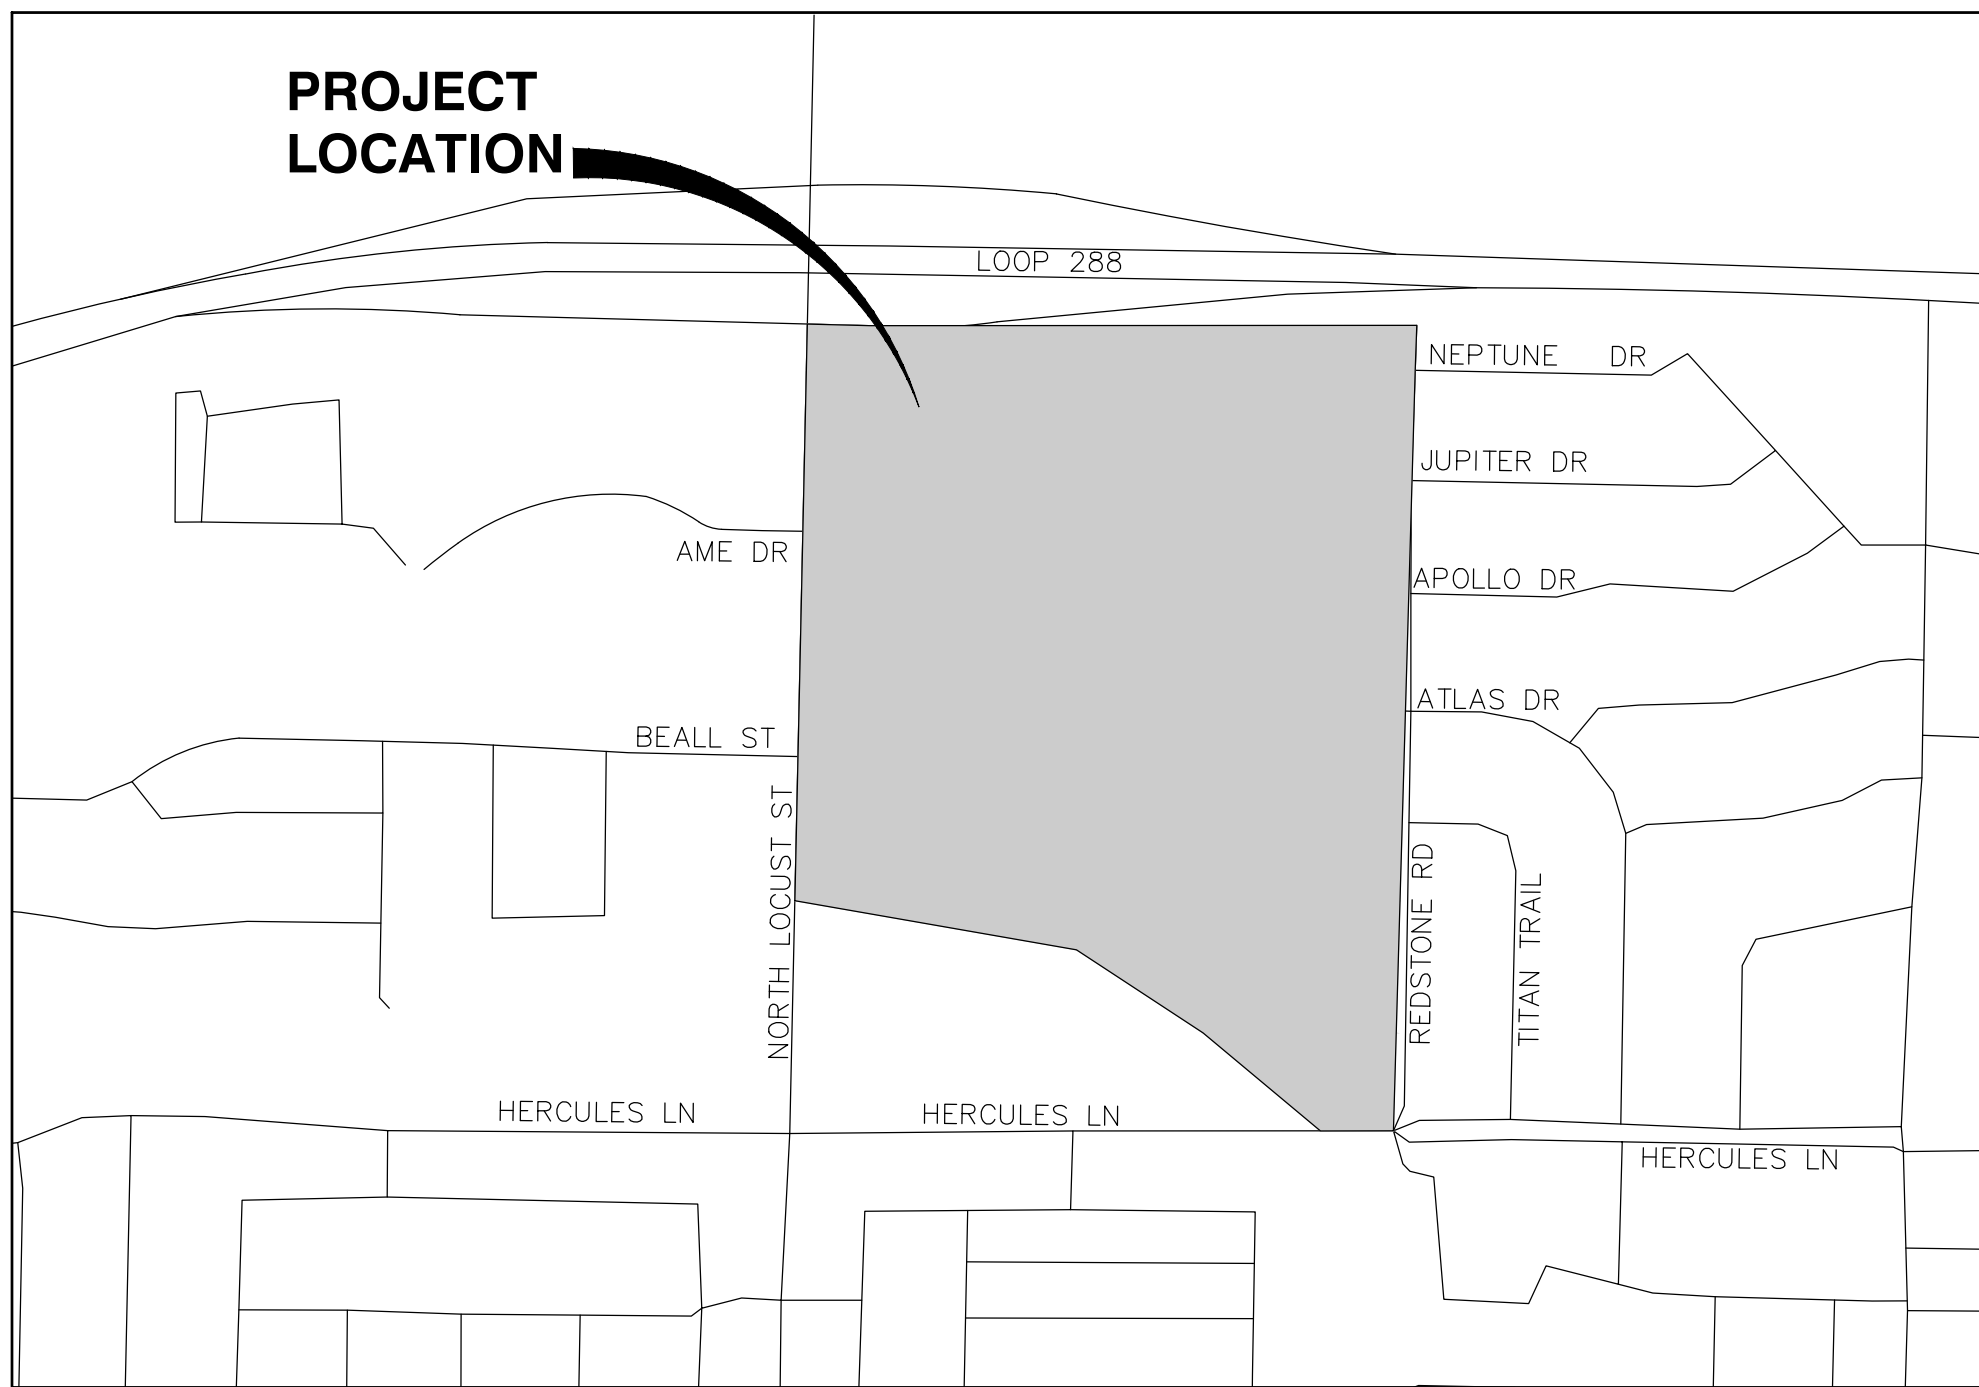 PROJECT
LOCATION
LOOP 288
NEPTUNE DR
JUPITER DR
AME DR
APOLLO DR
ATLAS DR
BEALL ST
NORTH LOCUST ST
REDSTONE RD
TITAN TRAIL
HERCULES LN
HERCULES LN
HERCULES LN